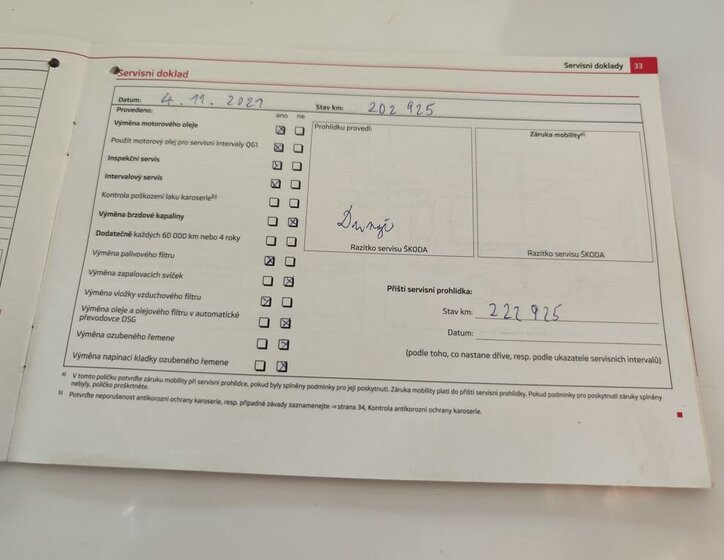 Servisní doklady 33
Servisní doklad
Datum: 4. 11. 2021 Stav km: 202 925
Provedeno: ano ne
Výměna motorového oleje
Použit motorový olej pro servisní intervaly QG1
Inspekční servis
Intervalový servis
Kontrola poškození laku karoserie b)
Výměna brzdové kapaliny
Dodatečně každých 60 000 km nebo 4 roky
Výměna palivového filtru
Výměna zapalovacích svíček
Výměna vložky vzduchového filtru
Výměna oleje a olejového filtru v automatické
převodovce DSG
Výměna ozubeného řemene
Výměna napínací kladky ozubeného řemene
Prohlídku provedl:
Razítko servisu ŠKODA
Záruka mobility a)
Razítko servisu ŠKODA
Příští servisní prohlídka:
Stav km: 222 925
Datum:
(podle toho, co nastane dříve, resp. podle ukazatele servisních intervalů)
a) V tomto políčku potvrďte záruku mobility při servisní prohlídce, pokud byly splněny podmínky pro její poskytnutí. Záruka mobility platí do příští servisní prohlídky. Pokud podmínky pro poskytnutí záruky splněny
nebyly, políčko proškrtněte.
b) Potvrďte neporušenost antikorozní ochrany karoserie, resp. případné závady zaznamenejte ⇒ strana 34, Kontrola antikorozní ochrany karoserie.